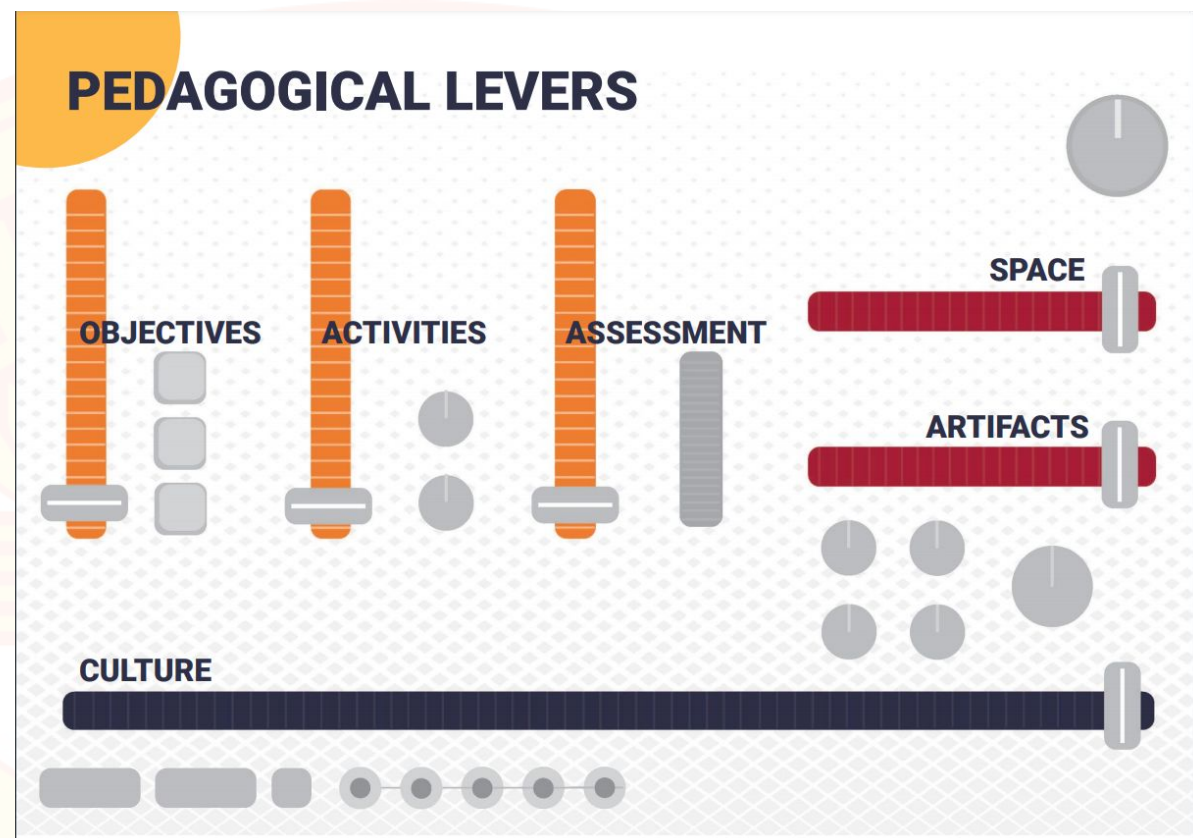 PEDAGOGICAL LEVERS
OBJECTIVES
ACTIVITIES
ASSESSMENT
SPACE
ARTIFACTS
CULTURE